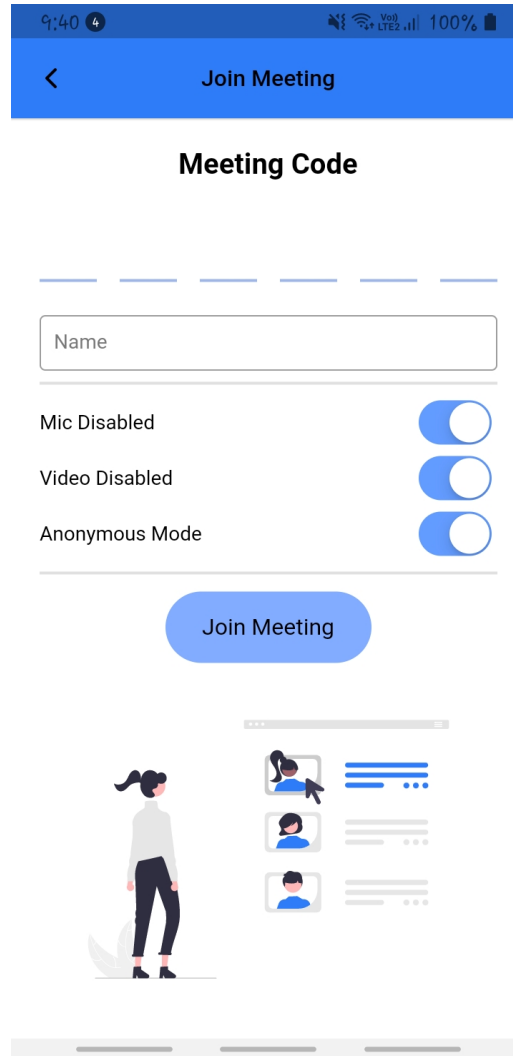 9:40 4 Vo)) LTE2 100%
Join Meeting
Meeting Code
Name
Mic Disabled
Video Disabled
Anonymous Mode
Join Meeting